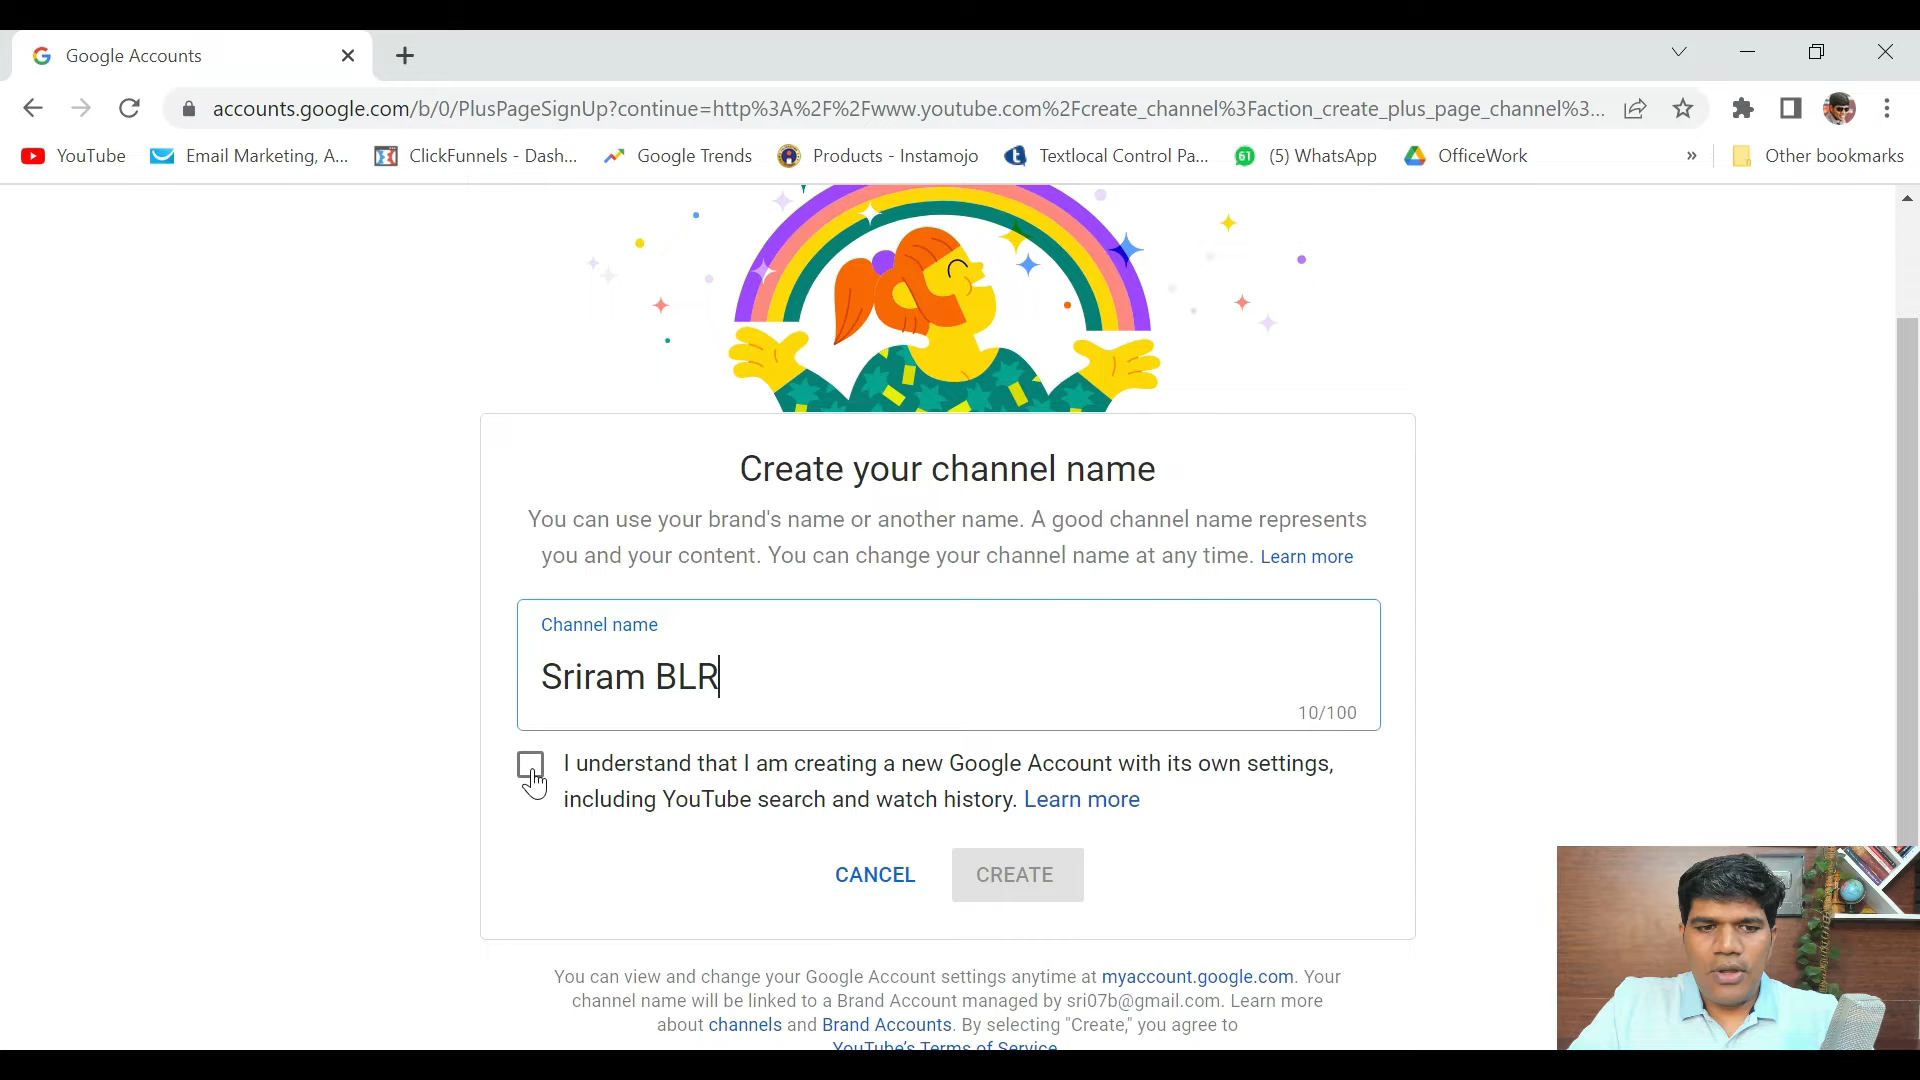 Google Accounts
accounts.google.com/b/0/PlusPageSignUp?continue=http%3A%2F%2Fwww.youtube.com%2Fcreate_channel%3Faction_create_plus_page_channel%3...
YouTube Email Marketing, A... ClickFunnels - Dash... Google Trends Products - Instamojo Textlocal Control Pa... 61 (5) WhatsApp OfficeWork » Other bookmarks
Create your channel name
You can use your brand's name or another name. A good channel name represents
you and your content. You can change your channel name at any time. Learn more
Channel name
Sriram BLR
10/100
I understand that I am creating a new Google Account with its own settings,
including YouTube search and watch history. Learn more
CANCEL CREATE
You can view and change your Google Account settings anytime at myaccount.google.com. Your
channel name will be linked to a Brand Account managed by sri07b@gmail.com. Learn more
about channels and Brand Accounts. By selecting "Create," you agree to
YouTube's Terms of Service